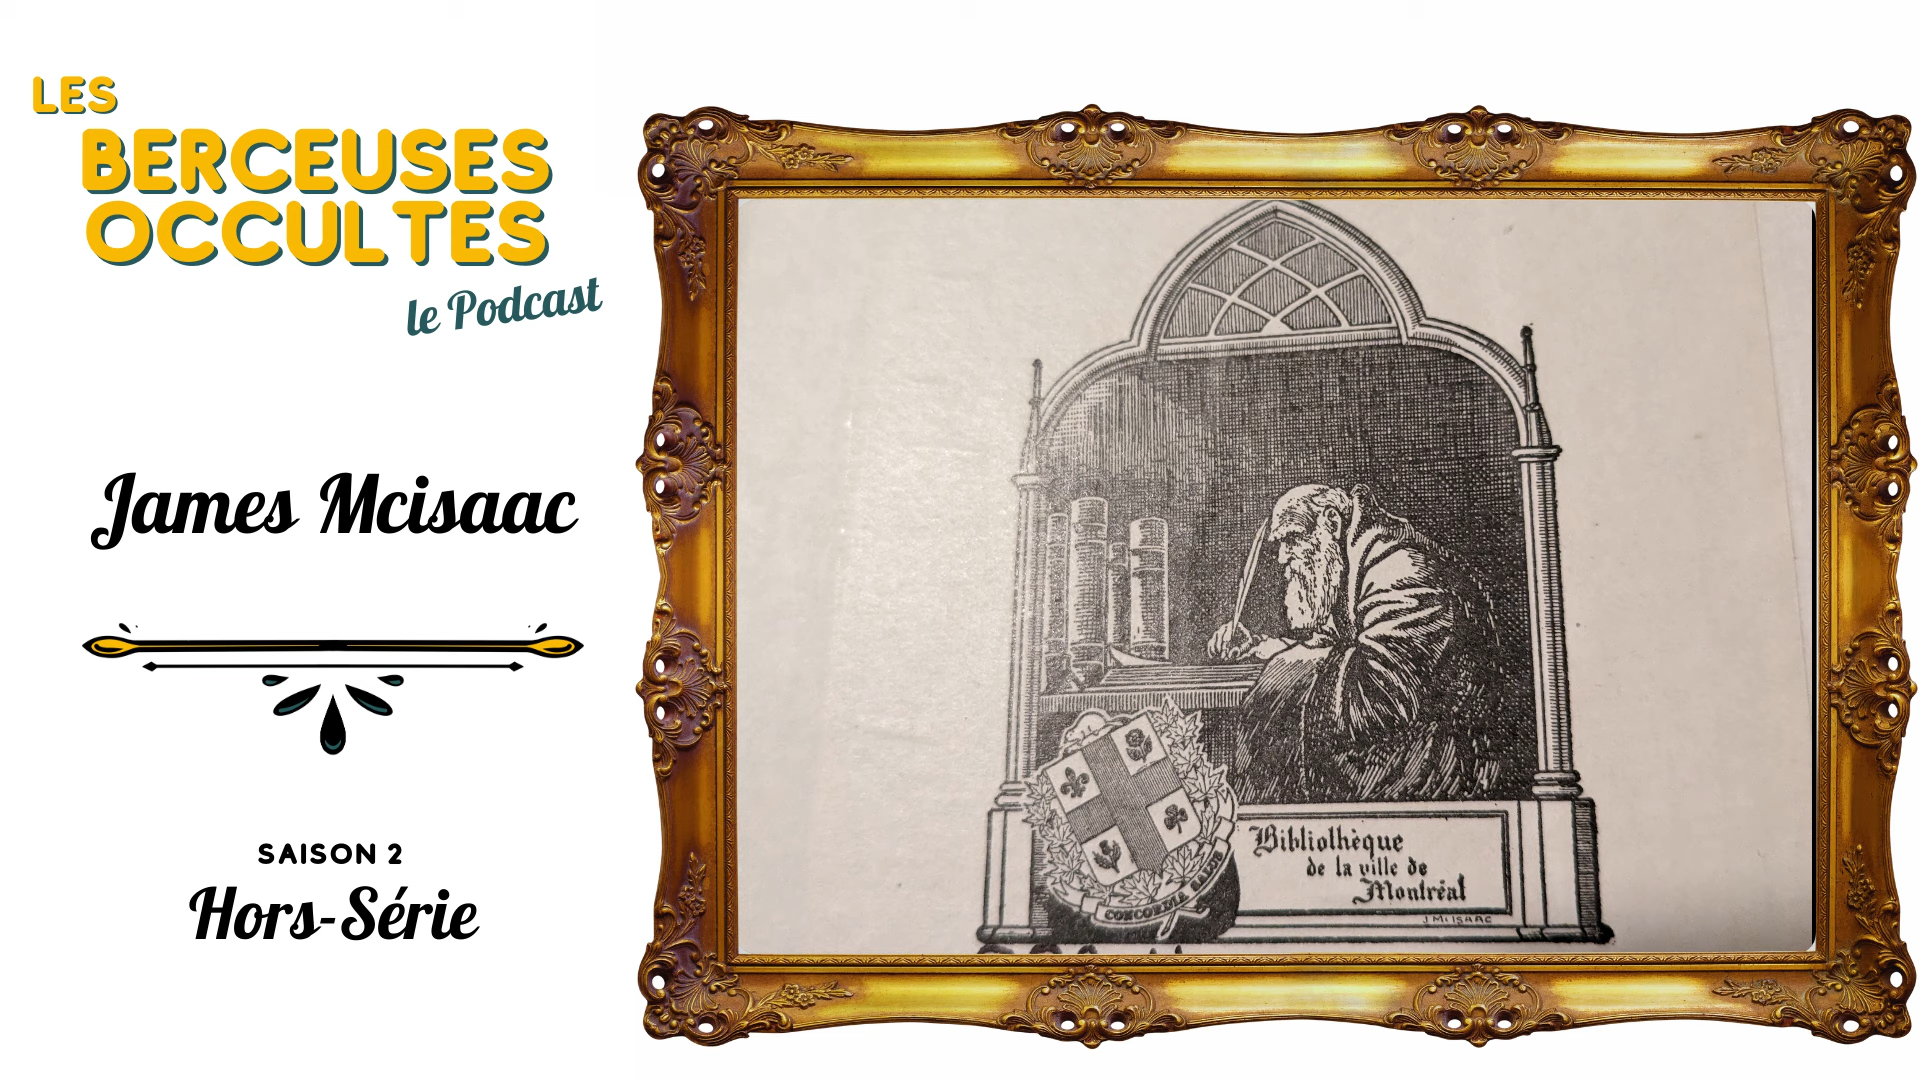 LES
BERCEUSES
OCCULTES
le Podcast
James Mcisaac
SAISON 2
Hors-Série
CONCORDIA SALUS
Bibliothèque
de la ville de
Montréal
J. Mc ISAAC